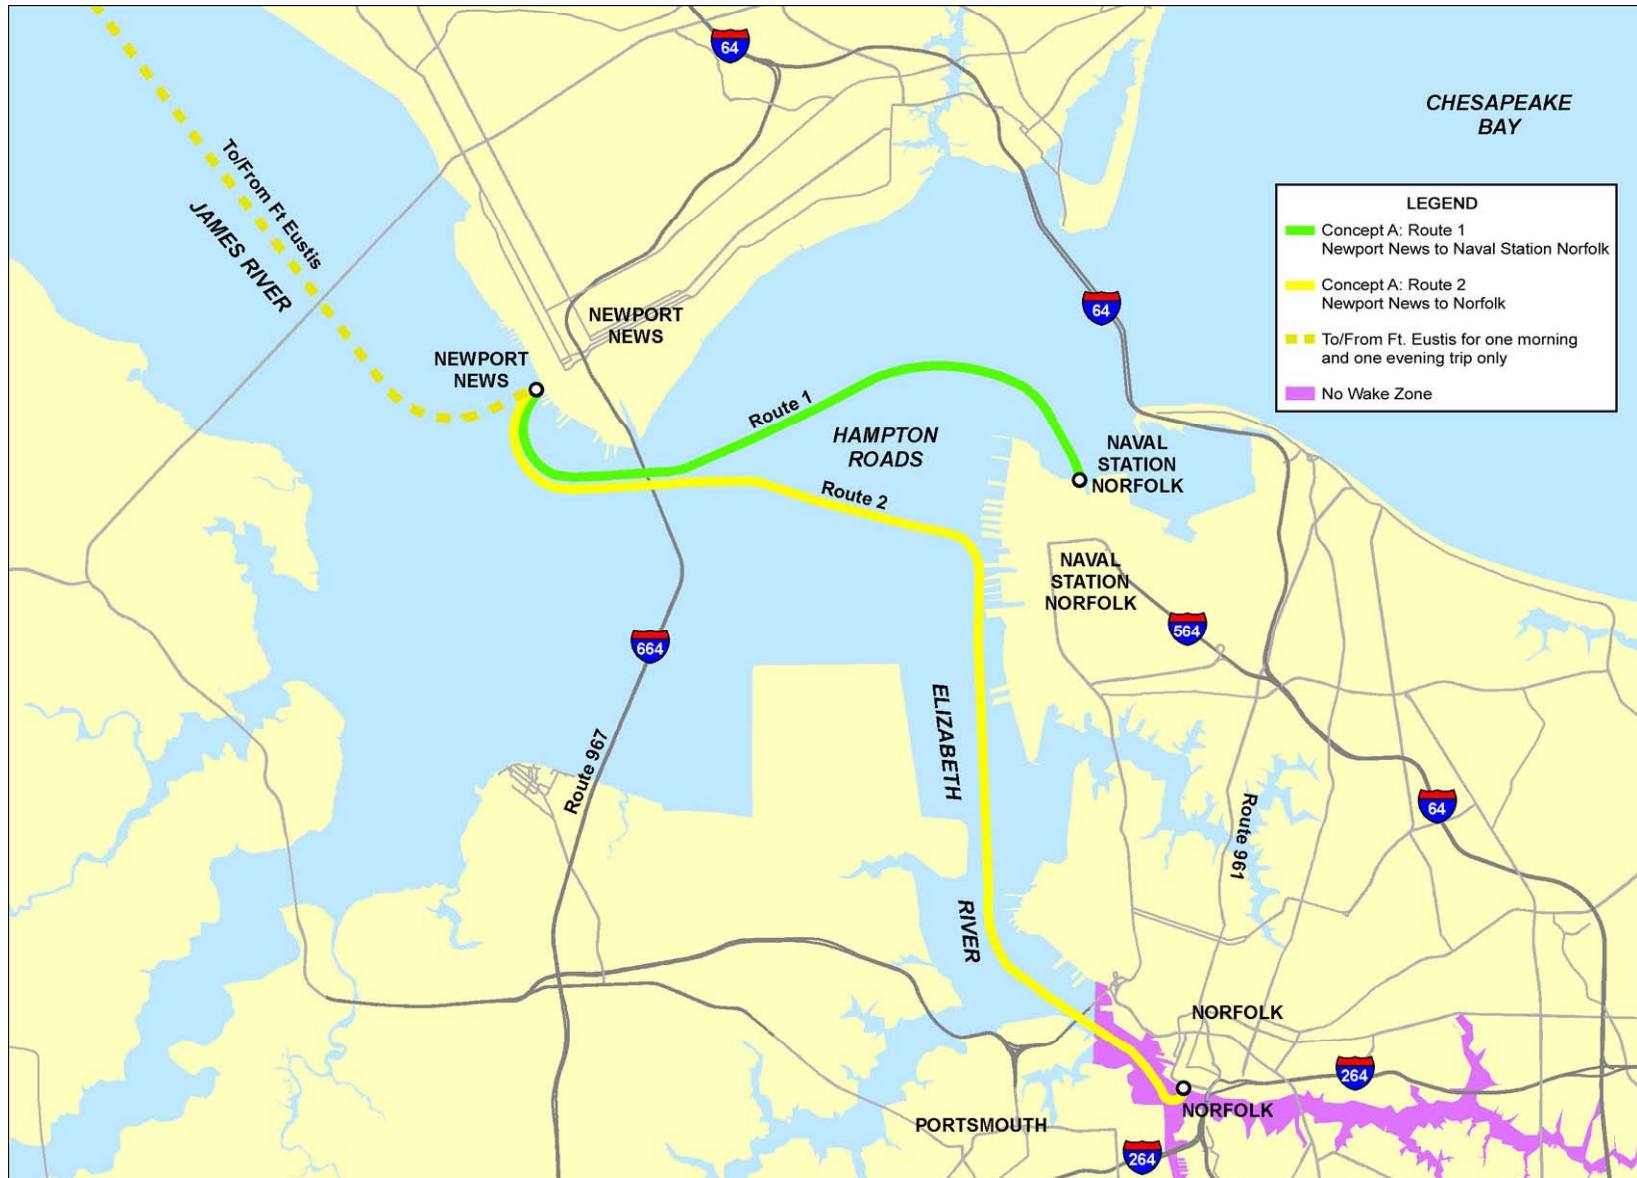 64
CHESAPEAKE
BAY
To/From Ft Eustis
JAMES RIVER
LEGEND
Concept A: Route 1
Newport News to Naval Station Norfolk
Concept A: Route 2
Newport News to Norfolk
To/From Ft. Eustis for one morning
and one evening trip only
No Wake Zone
64
NEWPORT
NEWS
NEWPORT
NEWS
Route 1
HAMPTON
ROADS
NAVAL
STATION
NORFOLK
Route 2
NAVAL
STATION
NORFOLK
564
664
ELIZABETH
RIVER
Route 967
Route 961
64
NORFOLK
264
NORFOLK
PORTSMOUTH
264